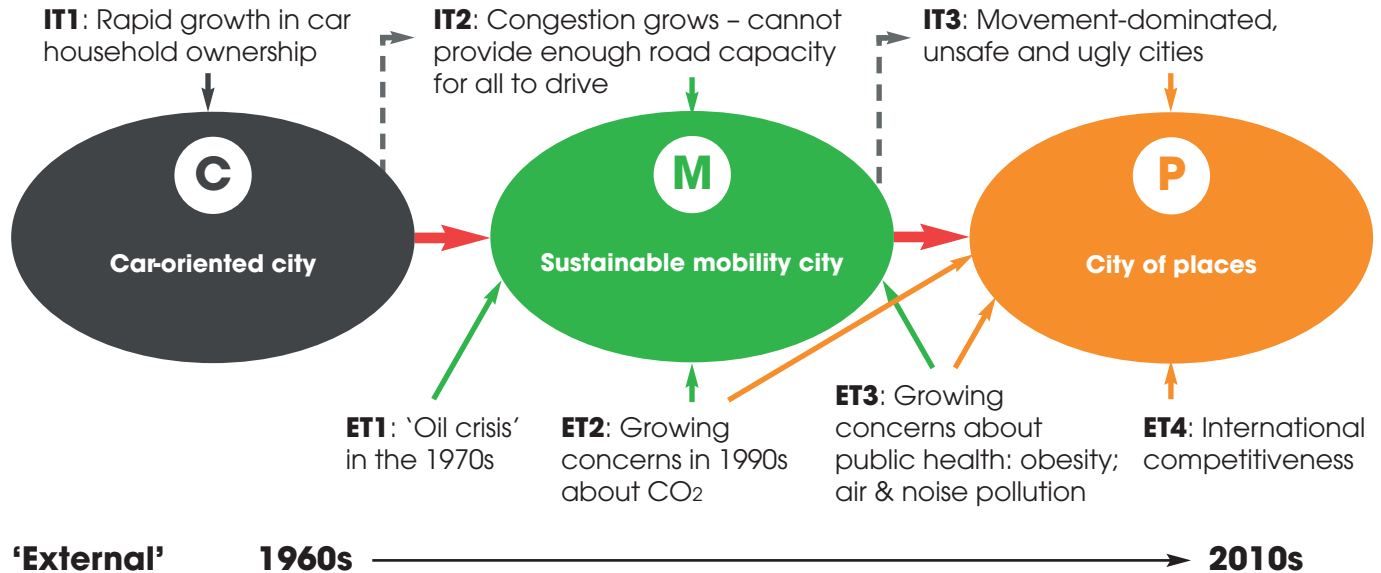 IT1: Rapid growth in car
household ownership
IT2: Congestion grows – cannot
provide enough road capacity
for all to drive
IT3: Movement-dominated,
unsafe and ugly cities
C
Car-oriented city
M
Sustainable mobility city
P
City of places
ET1: ‘Oil crisis’
in the 1970s
ET2: Growing
concerns in 1990s
about CO2
ET3: Growing
concerns about
public health: obesity;
air & noise pollution
ET4: International
competitiveness
‘External’ 1960s 2010s